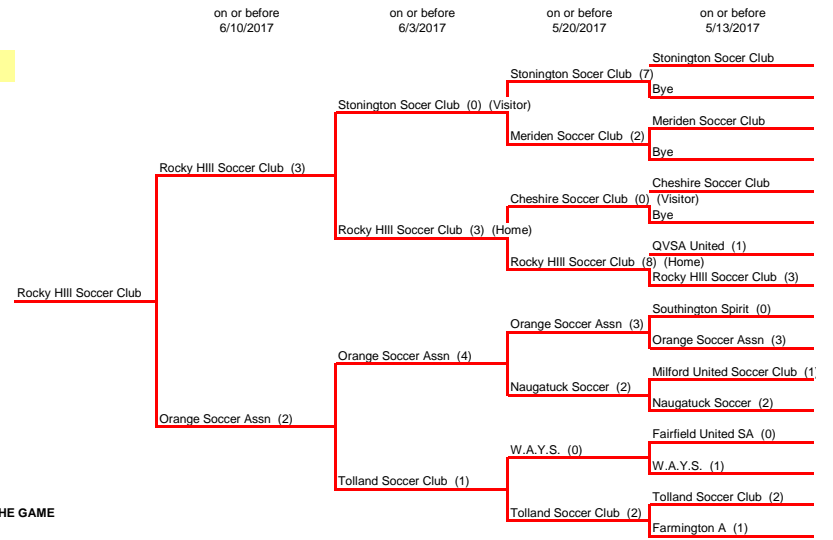 on or before on or before on or before on or before
6/10/2017 6/3/2017 5/20/2017 5/13/2017
Stonington Soccer Club
Stonington Socer Club (7)
Bye
Stonington Socer Club (0) (Visitor)
Meriden Soccer Club
Meriden Soccer Club (2)
Bye
Rocky HIll Soccer Club (3)
Cheshire Soccer Club
Cheshire Soccer Club (0) (Visitor)
Bye
Rocky HIll Soccer Club (3) (Home)
QVSA United (1)
Rocky HIll Soccer Club (8) (Home)
Rocky HIll Soccer Club (3)
Rocky HIll Soccer Club
Southington Spirit (0)
Orange Soccer Assn (3)
Orange Soccer Assn (3)
Orange Soccer Assn (4)
Milford United Soccer Club (1)
Naugatuck Soccer (2)
Naugatuck Soccer (2)
Orange Soccer Assn (2)
Fairfield United SA (0)
W.A.Y.S. (0)
W.A.Y.S. (1)
Tolland Soccer Club (1)
Tolland Soccer Club (2)
Tolland Soccer Club (2)
HE GAME
Farmington A (1)